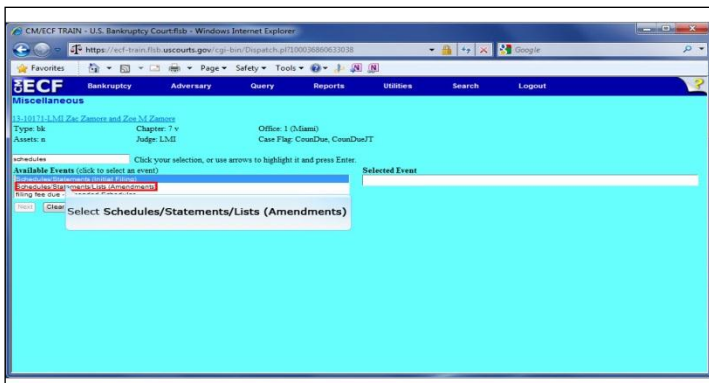 CM/ECF TRAIN - U.S. Bankruptcy Court:flsb - Windows Internet Explorer
https://ecf-train.flsb.uscourts.gov/cgi-bin/Dispatch.pl?100036860633038
Google
Favorites Page Safety Tools
ECF Bankruptcy Adversary Query Reports Utilities Search Logout ?
Miscellaneous
13-10171-LMI Zac Zamore and Zoe M Zamore
Type: bk Chapter: 7 v Office: 1 (Miami)
Assets: n Judge: LMI Case Flag: CounDue, CounDueJT
schedules Click your selection, or use arrows to highlight it and press Enter.
Available Events (click to select an event) Selected Event
Schedules/Statements (Initial Filing)
Schedules/Statements/Lists (Amendments)
filing fee due -
Next Clear
Select Schedules/Statements/Lists (Amendments)